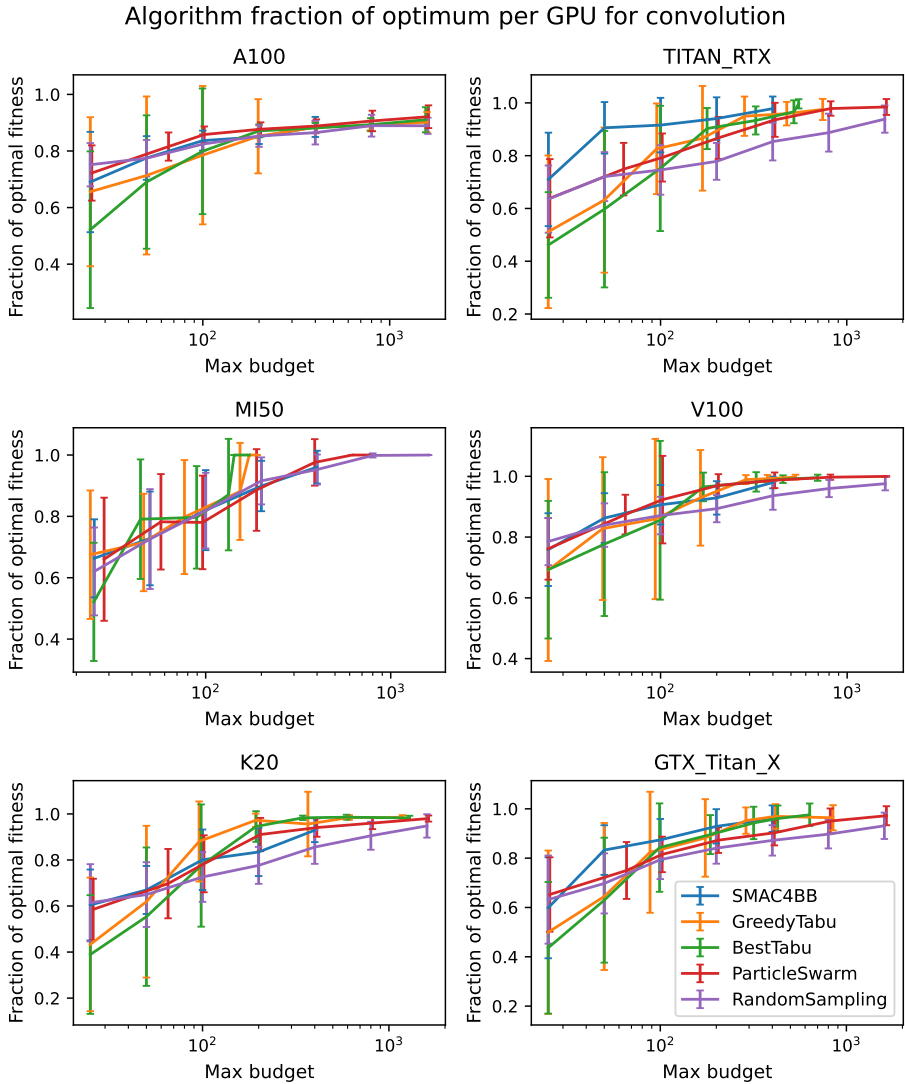 Algorithm fraction of optimum per GPU for convolution
A100
Fraction of optimal fitness
1.0
0.8
0.6
0.4
10²
10³
Max budget
TITAN_RTX
Fraction of optimal fitness
1.0
0.8
0.6
0.4
0.2
10²
10³
Max budget
MI50
Fraction of optimal fitness
1.0
0.8
0.6
0.4
10²
10³
Max budget
V100
Fraction of optimal fitness
1.0
0.8
0.6
0.4
10²
10³
Max budget
K20
Fraction of optimal fitness
1.0
0.8
0.6
0.4
0.2
10²
10³
Max budget
GTX_Titan_X
Fraction of optimal fitness
1.0
0.8
0.6
0.4
0.2
10²
10³
Max budget
SMAC4BB
GreedyTabu
BestTabu
ParticleSwarm
RandomSampling